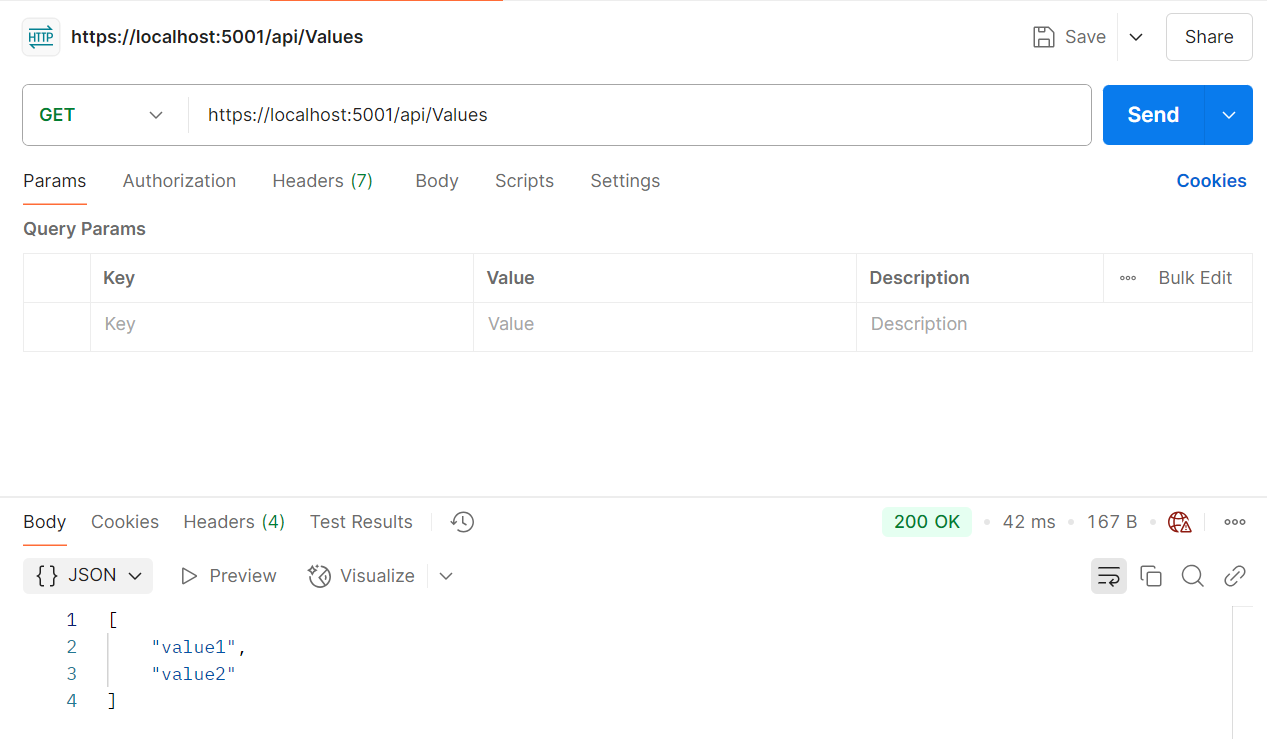 HTTP https://localhost:5001/api/Values Save Share
GET https://localhost:5001/api/Values Send
Params Authorization Headers (7) Body Scripts Settings Cookies
Query Params
Key Value Description Bulk Edit
Key Value Description
Body Cookies Headers (4) Test Results 200 OK 42 ms 167 B
{} JSON Preview Visualize
1 [
2 "value1",
3 "value2"
4 ]